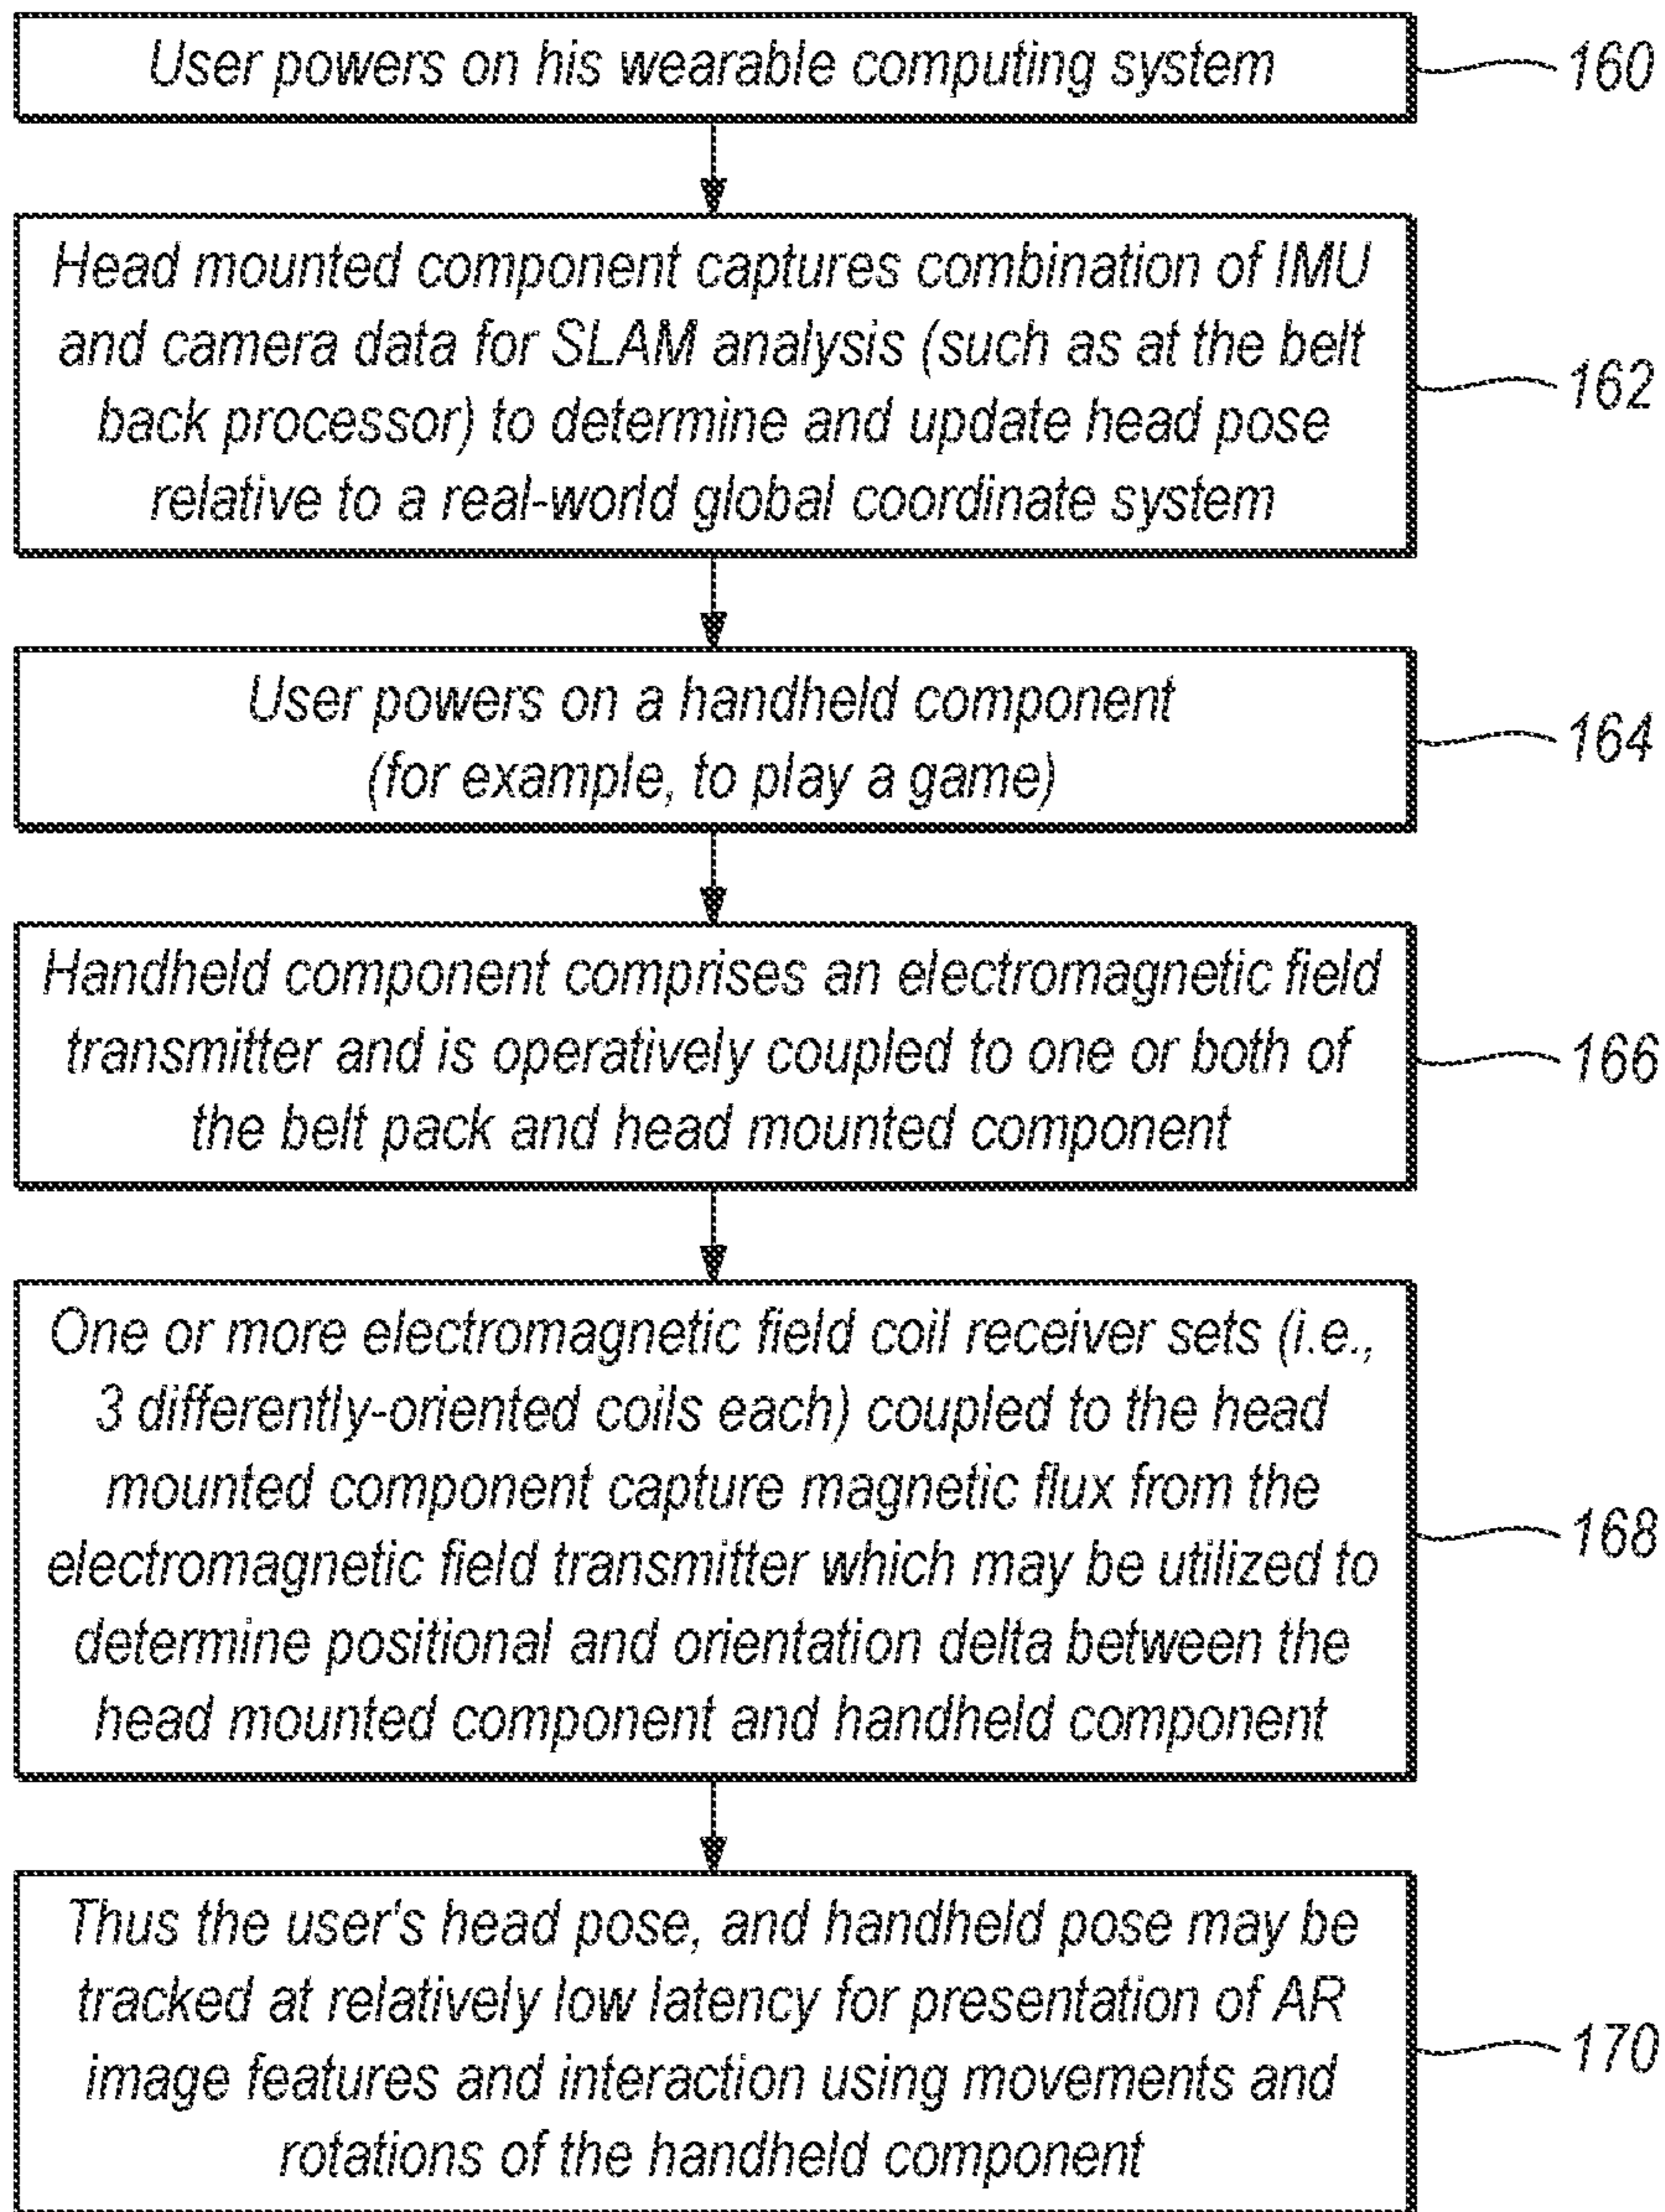 User powers on his wearable computing system
160
Head mounted component captures combination of IMU
and camera data for SLAM analysis (such as at the belt
back processor) to determine and update head pose
relative to a real-world global coordinate system
162
User powers on a handheld component
(for example, to play a game)
164
Handheld component comprises an electromagnetic field
transmitter and is operatively coupled to one or both of
the belt pack and head mounted component
166
One or more electromagnetic field coil receiver sets (i.e.,
3 differently-oriented coils each) coupled to the head
mounted component capture magnetic flux from the
electromagnetic field transmitter which may be utilized to
determine positional and orientation delta between the
head mounted component and handheld component
168
Thus the user's head pose, and handheld pose may be
tracked at relatively low latency for presentation of AR
image features and interaction using movements and
rotations of the handheld component
170